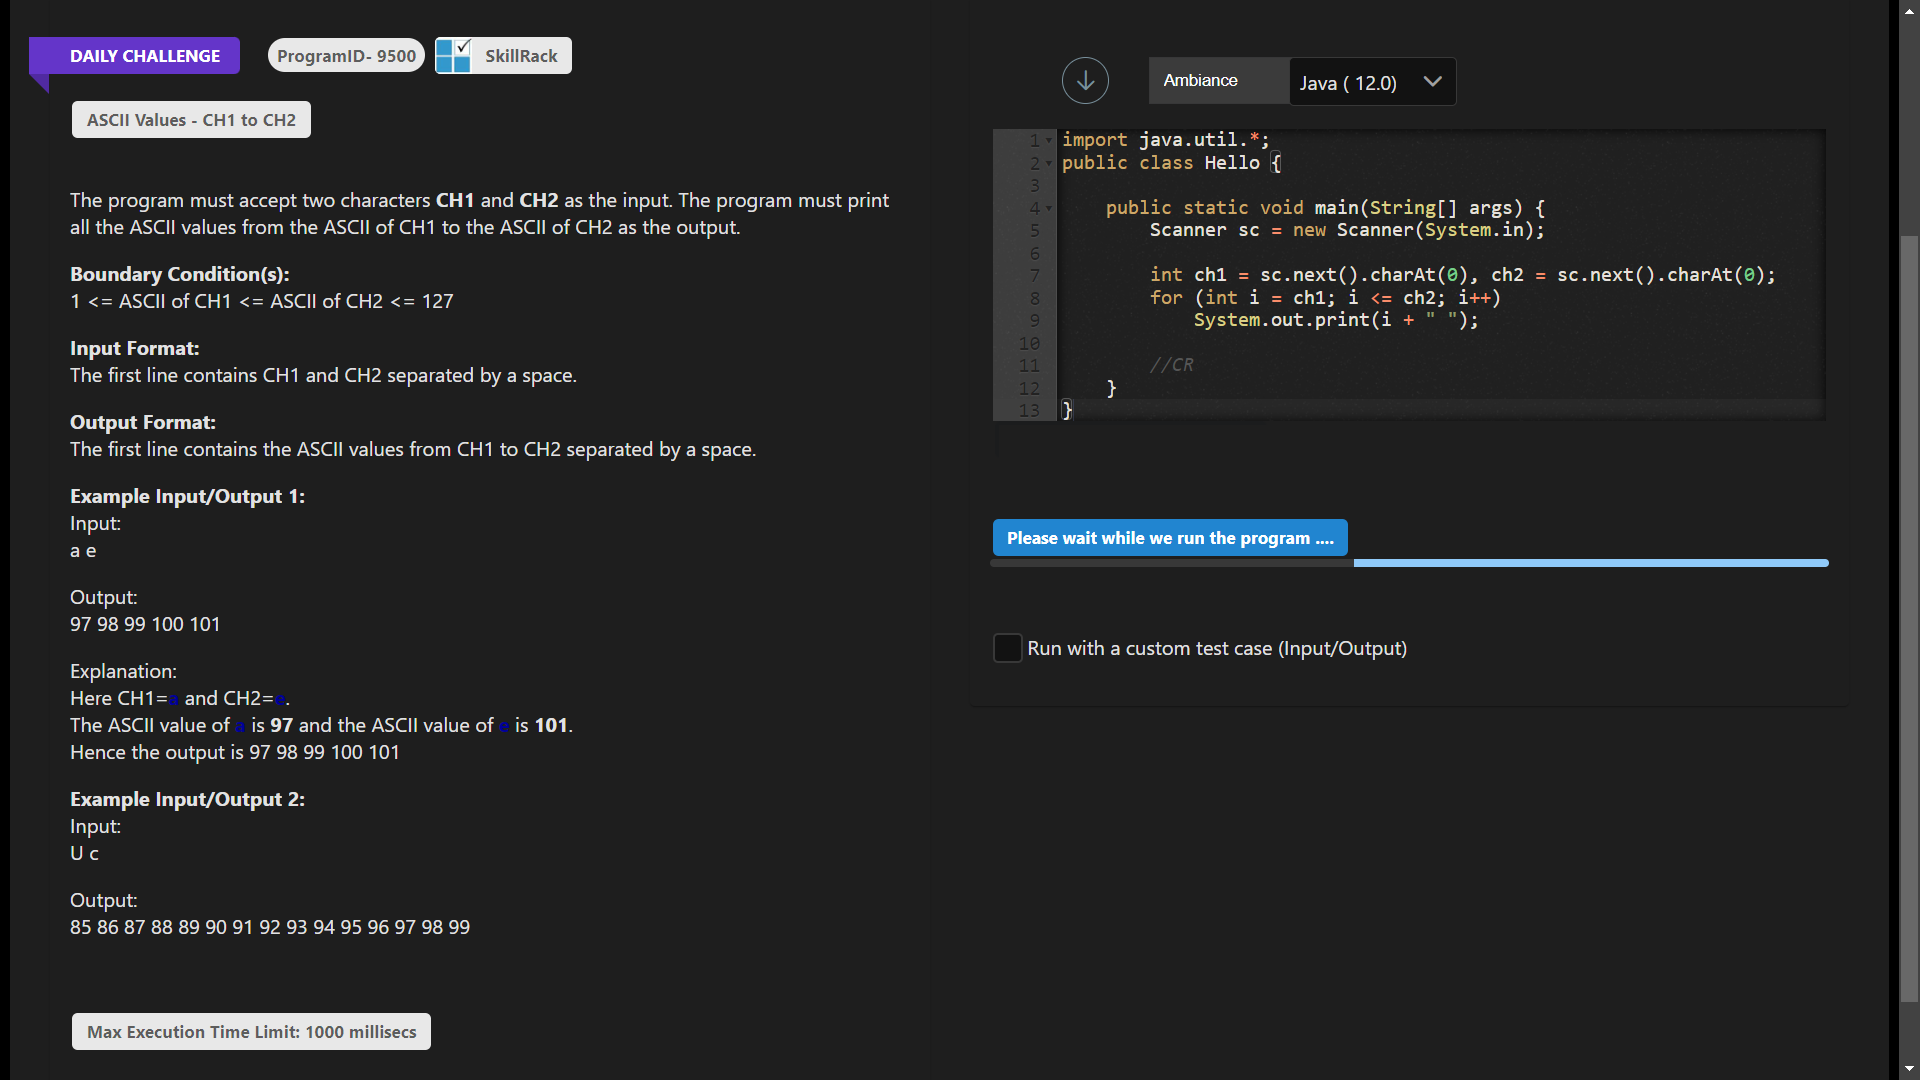 DAILY CHALLENGE
ProgramID- 9500
SkillRack
ASCII Values - CH1 to CH2
The program must accept two characters CH1 and CH2 as the input. The program must print
all the ASCII values from the ASCII of CH1 to the ASCII of CH2 as the output.
Boundary Condition(s):
1 <= ASCII of CH1 <= ASCII of CH2 <= 127
Input Format:
The first line contains CH1 and CH2 separated by a space.
Output Format:
The first line contains the ASCII values from CH1 to CH2 separated by a space.
Example Input/Output 1:
Input:
a e
Output:
97 98 99 100 101
Explanation:
Here CH1=a and CH2=e.
The ASCII value of a is 97 and the ASCII value of e is 101.
Hence the output is 97 98 99 100 101
Example Input/Output 2:
Input:
U c
Output:
85 86 87 88 89 90 91 92 93 94 95 96 97 98 99
Max Execution Time Limit: 1000 millisecs
Ambiance
Java ( 12.0)
1 import java.util.*;
2 public class Hello {
3
4     public static void main(String[] args) {
5         Scanner sc = new Scanner(System.in);
6
7         int ch1 = sc.next().charAt(0), ch2 = sc.next().charAt(0);
8         for (int i = ch1; i <= ch2; i++)
9             System.out.print(i + " ");
10
11         //CR
12     }
13 }
Please wait while we run the program ....
Run with a custom test case (Input/Output)